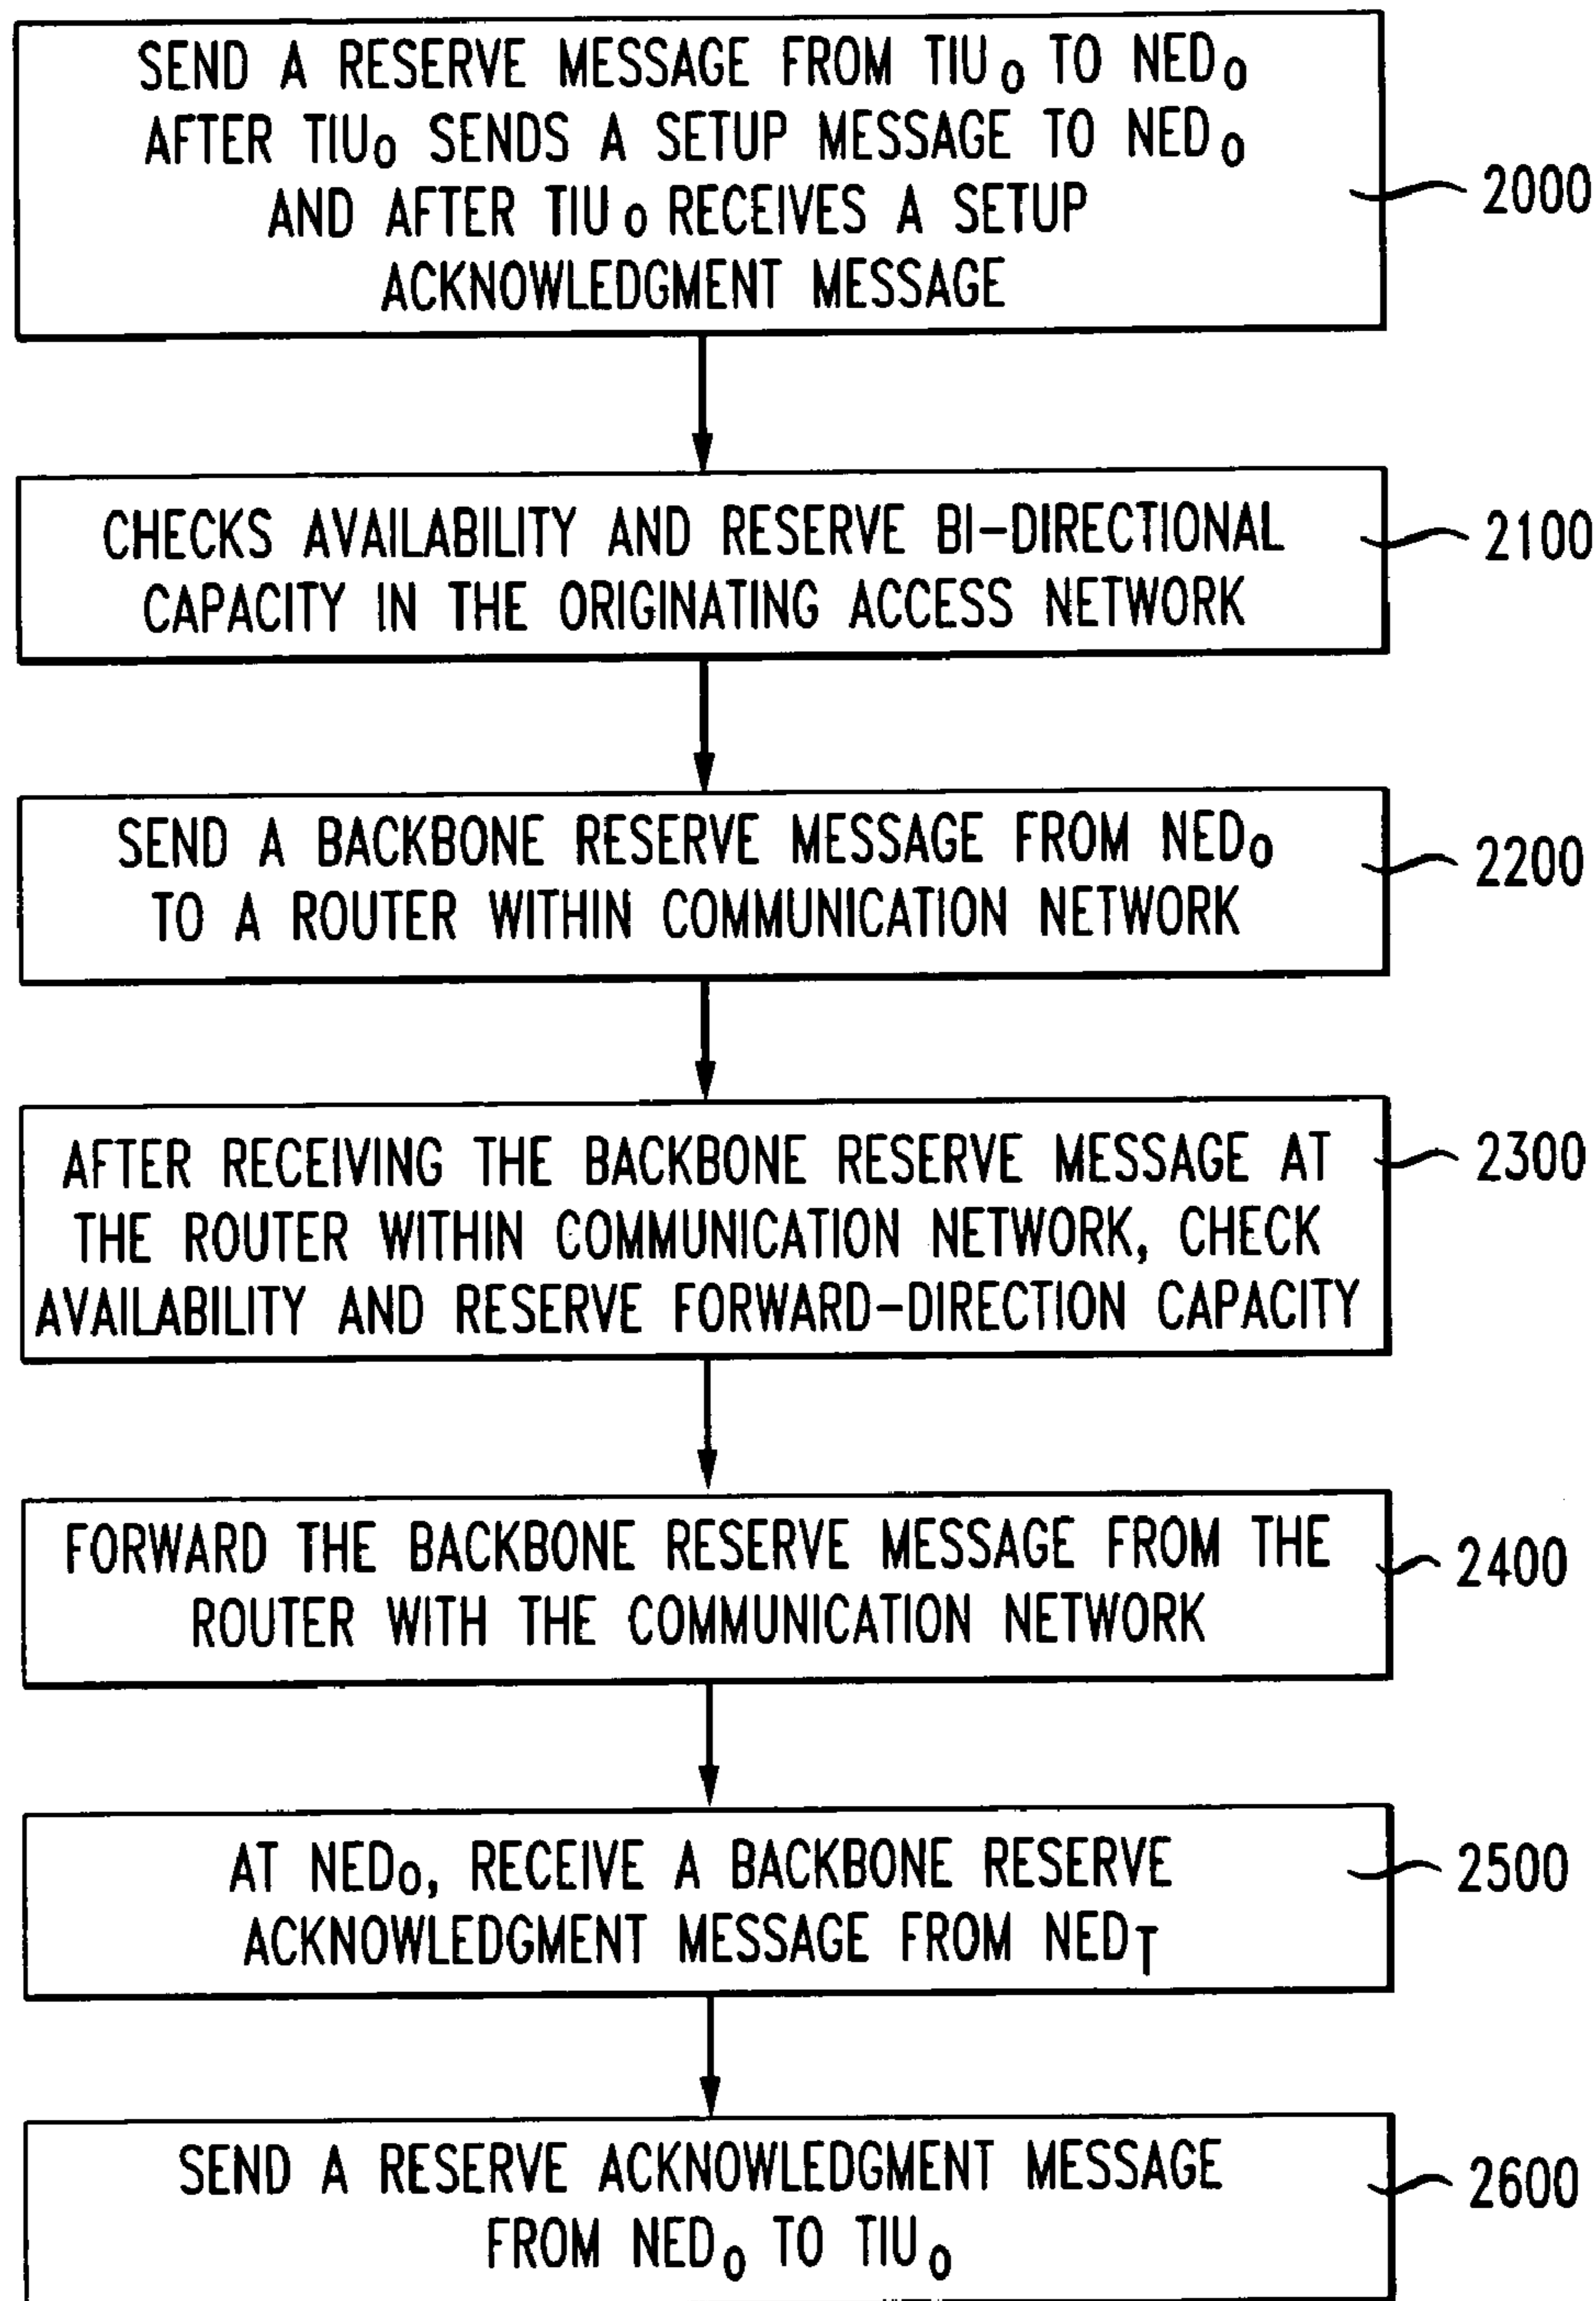 SEND A RESERVE MESSAGE FROM TIU₀ TO NED₀
AFTER TIU₀ SENDS A SETUP MESSAGE TO NED₀
AND AFTER TIU₀ RECEIVES A SETUP
ACKNOWLEDGMENT MESSAGE
2000
CHECKS AVAILABILITY AND RESERVE BI-DIRECTIONAL
CAPACITY IN THE ORIGINATING ACCESS NETWORK
2100
SEND A BACKBONE RESERVE MESSAGE FROM NED₀
TO A ROUTER WITHIN COMMUNICATION NETWORK
2200
AFTER RECEIVING THE BACKBONE RESERVE MESSAGE AT
THE ROUTER WITHIN COMMUNICATION NETWORK, CHECK
AVAILABILITY AND RESERVE FORWARD-DIRECTION CAPACITY
2300
FORWARD THE BACKBONE RESERVE MESSAGE FROM THE
ROUTER WITH THE COMMUNICATION NETWORK
2400
AT NED₀, RECEIVE A BACKBONE RESERVE
ACKNOWLEDGMENT MESSAGE FROM NED_T
2500
SEND A RESERVE ACKNOWLEDGMENT MESSAGE
FROM NED₀ TO TIU₀
2600